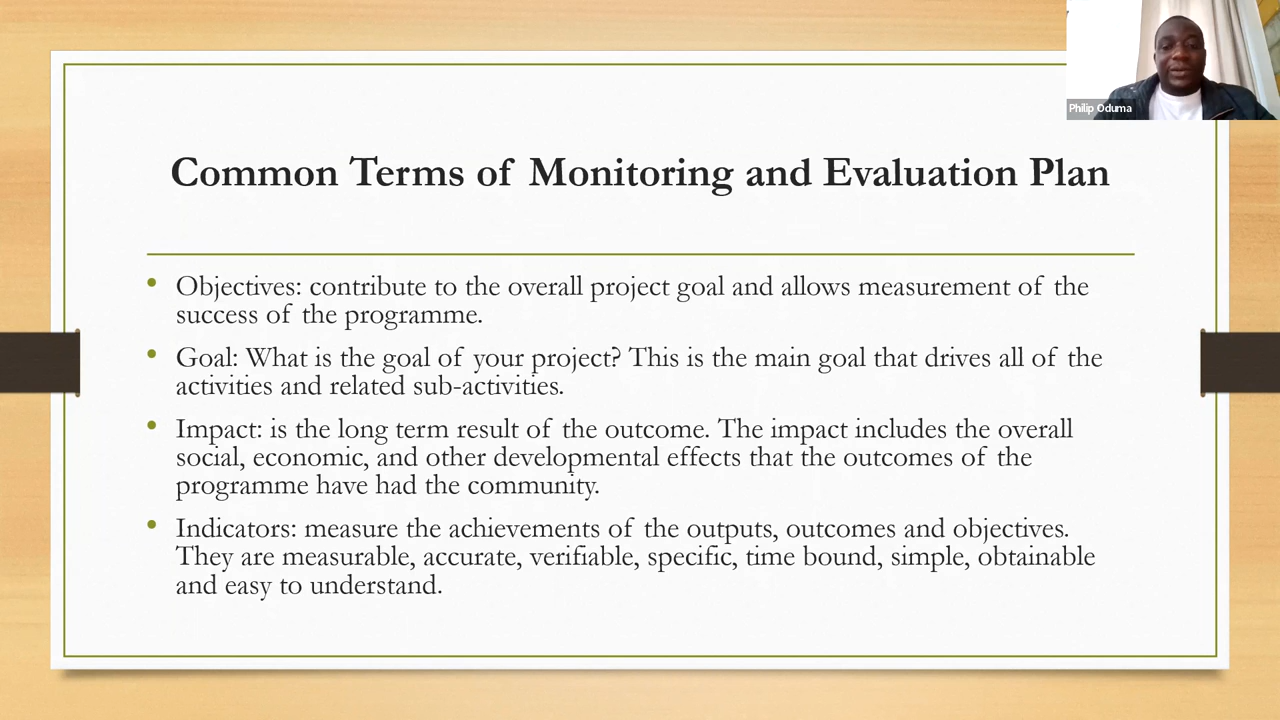 Philip Oduma
Common Terms of Monitoring and Evaluation Plan
• Objectives: contribute to the overall project goal and allows measurement of the
success of the programme.
• Goal: What is the goal of your project? This is the main goal that drives all of the
activities and related sub-activities.
• Impact: is the long term result of the outcome. The impact includes the overall
social, economic, and other developmental effects that the outcomes of the
programme have had the community.
• Indicators: measure the achievements of the outputs, outcomes and objectives.
They are measurable, accurate, verifiable, specific, time bound, simple, obtainable
and easy to understand.